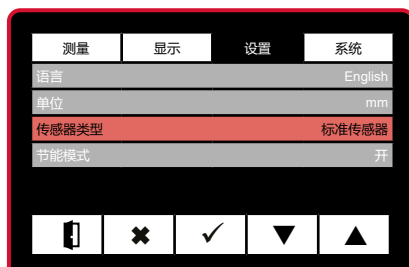 测量 显示 设置 系统
语言 English
单位 mm
传感器类型 标准传感器
节能模式 开